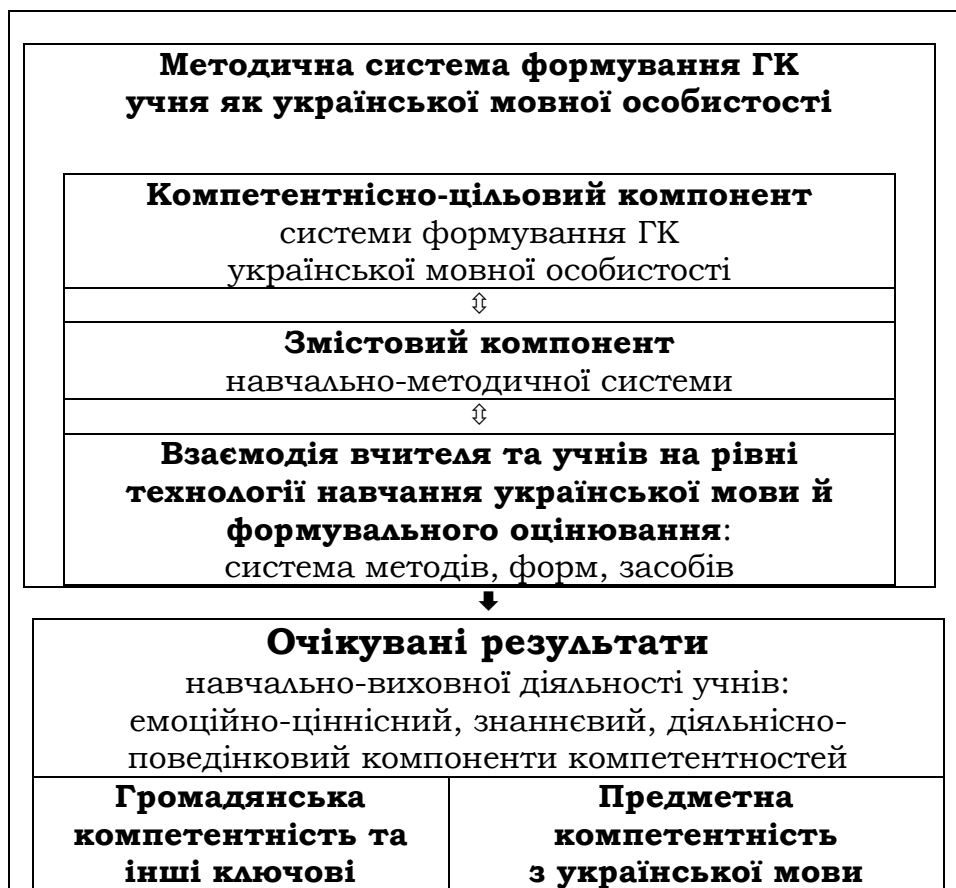 Методична система формування ГК
учня як української мовної особистості
Компетентнісно-цільовий компонент
системи формування ГК
української мовної особистості
⇳
Змістовий компонент
навчально-методичної системи
⇳
Взаємодія вчителя та учнів на рівні
технології навчання української мови й
формувального оцінювання:
система методів, форм, засобів
Очікувані результати
навчально-виховної діяльності учнів:
емоційно-ціннісний, знаннєвий, діяльнісно-
поведінковий компоненти компетентностей
Громадянська
компетентність та
інші ключові
Предметна
компетентність
з української мови